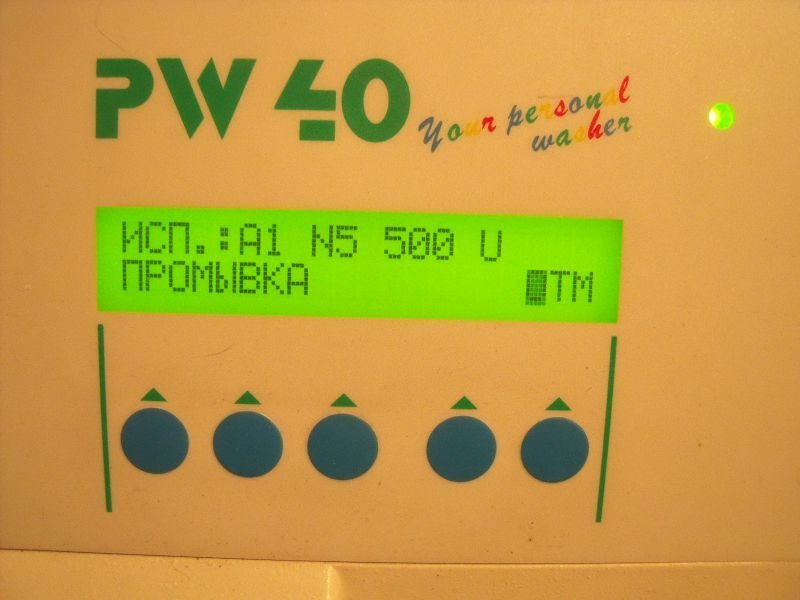 PW 40
Your personal
washer
ИСП.:A1 N5 500 U
ПРОМЫВКА █TM